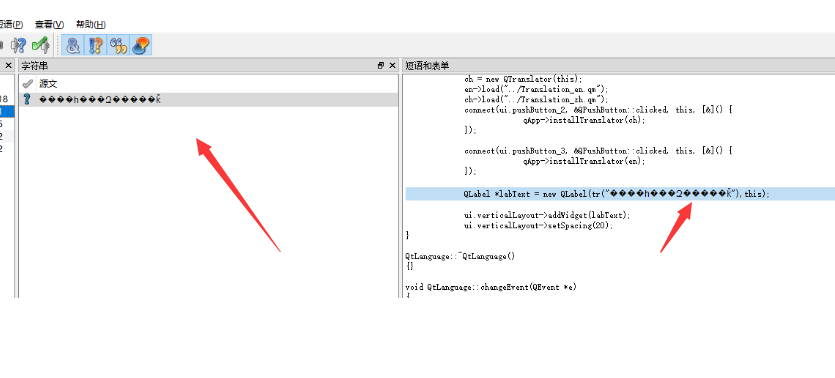 短语(P) 查看(V) 帮助(H)
字符串
短语和表单
源文
����h���Զ�����ǩ
18
ch = new QTranslator(this);
en->load("../Translation_en.qm");
ch->load("../Translation_zh.qm");
connect(ui.pushButton_2, &QPushButton::clicked, this, [&]() {
qApp->installTranslator(ch);
});
connect(ui.pushButton_3, &QPushButton::clicked, this, [&]() {
qApp->installTranslator(en);
});
QLabel *labText = new QLabel(tr("����h���Զ�����ǩ"),this);
ui.verticalLayout->addWidget(labText);
ui.verticalLayout->setSpacing(20);
}
QtLanguage::~QtLanguage()
{}
void QtLanguage::changeEvent(QEvent *e)
{